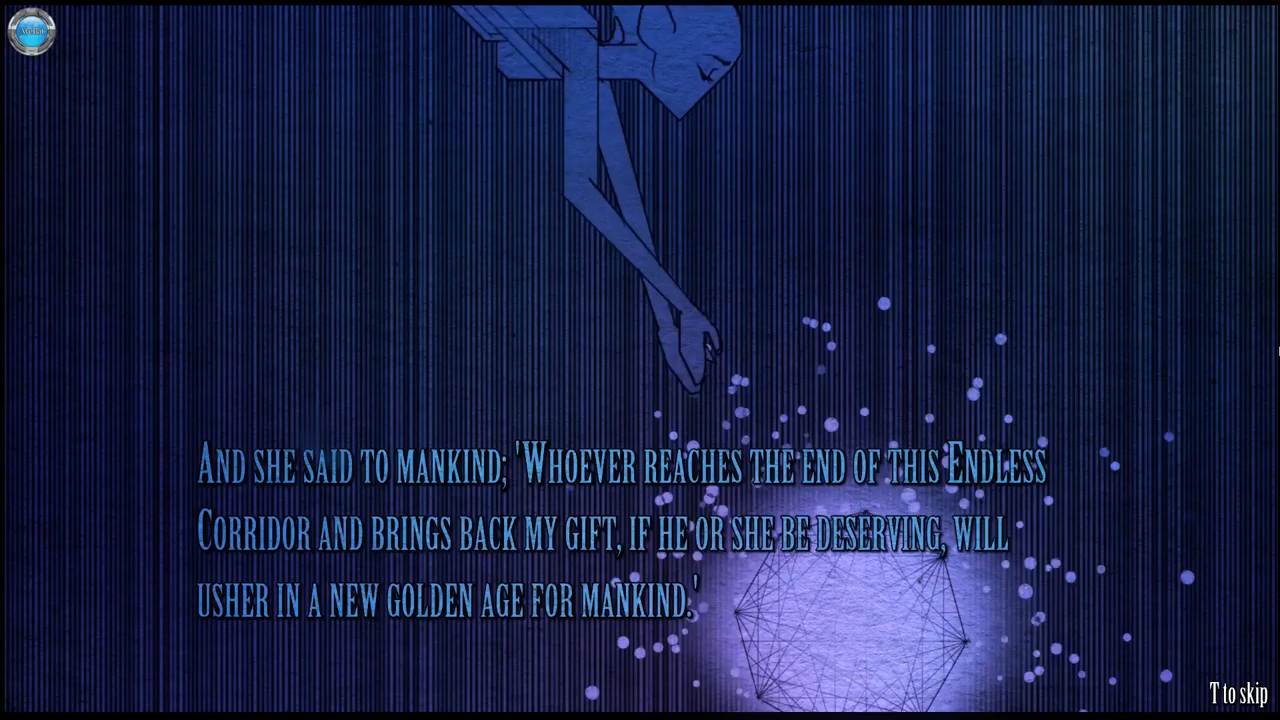 And she said to mankind; 'Whoever reaches the end of this Endless
Corridor and brings back my gift, if he or she be deserving, will
usher in a new golden age for mankind.'
T to skip